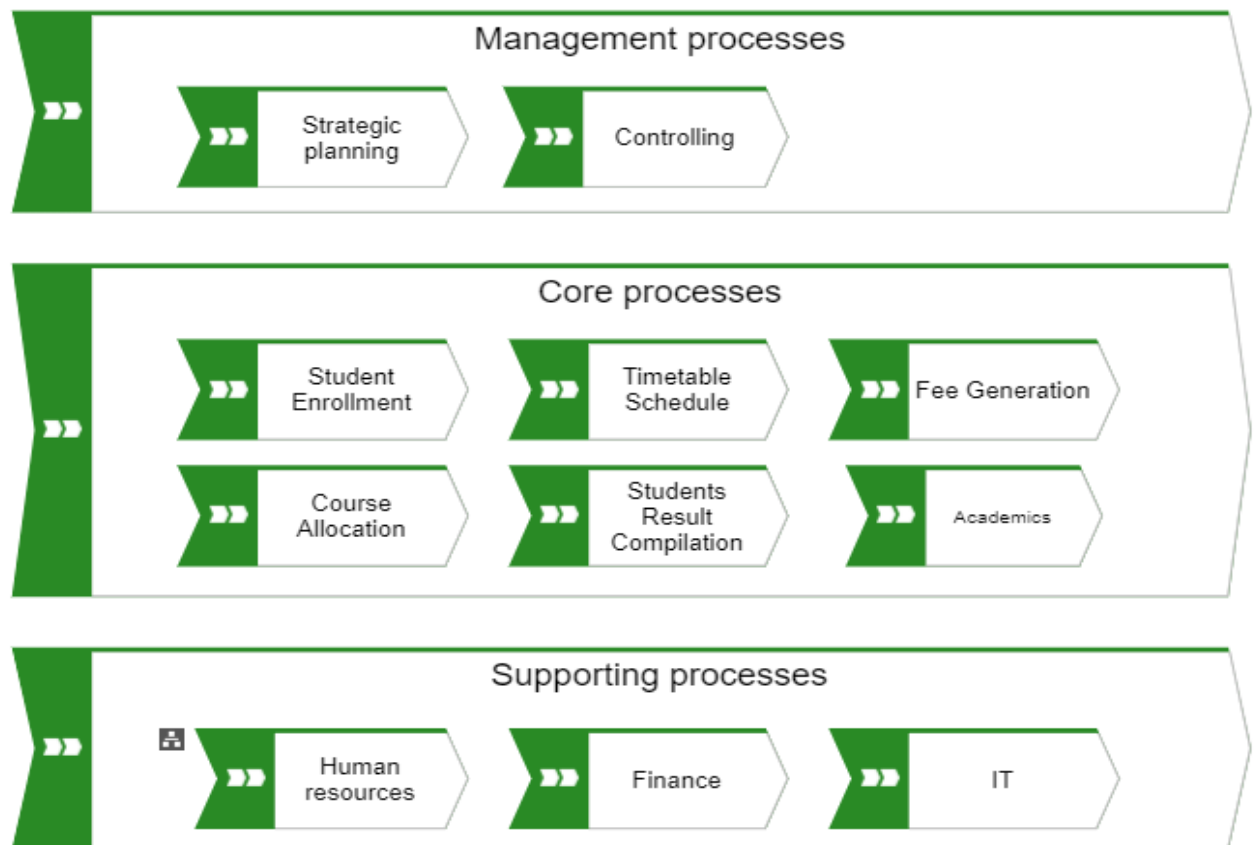 Management processes
Strategic
planning
Controlling
Core processes
Student
Enrollment
Timetable
Schedule
Fee Generation
Course
Allocation
Students
Result
Compilation
Academics
Supporting processes
Human
resources
Finance
IT